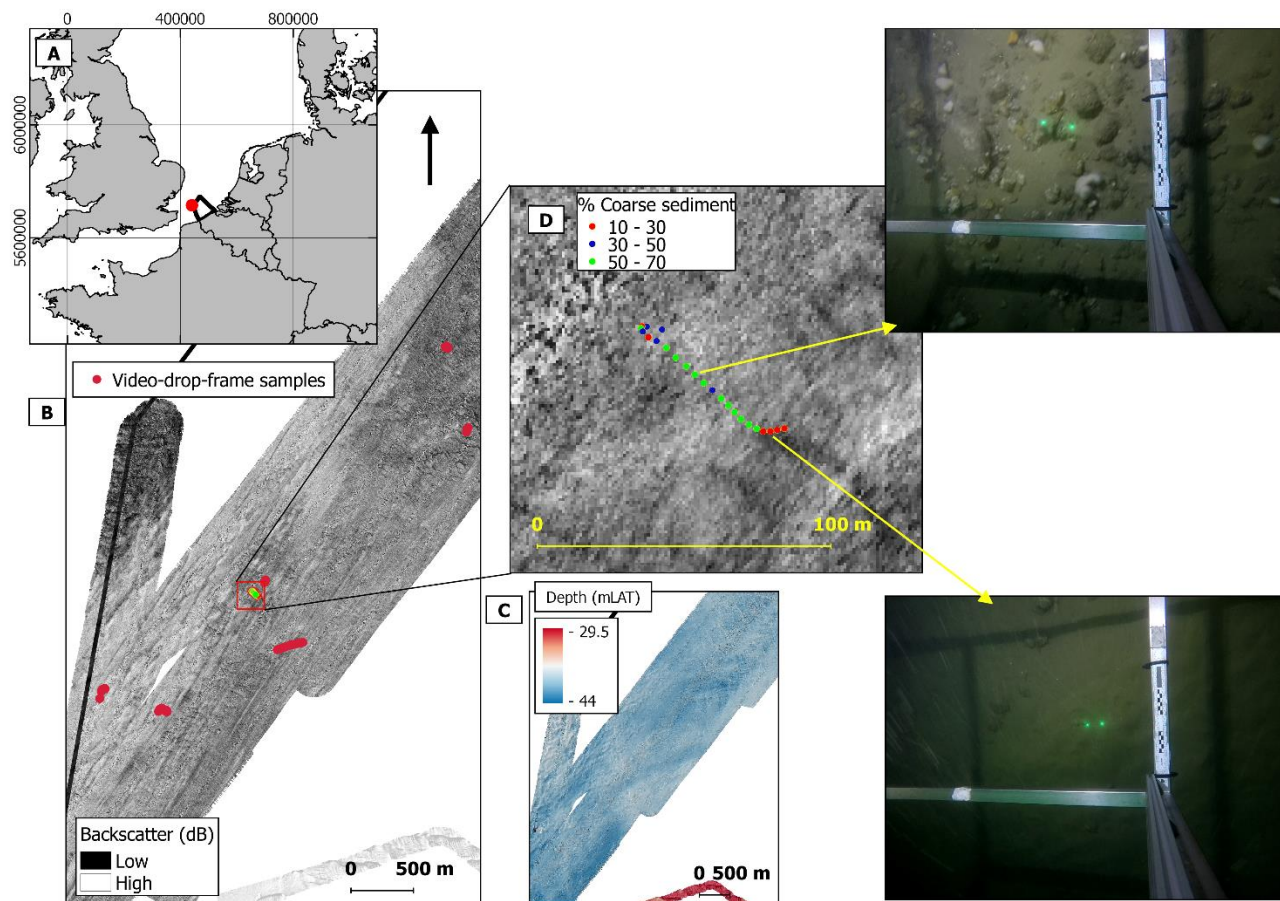 0 400000 800000
A
6000000
5600000
Video-drop-frame samples
B
Backscatter (dB)
Low
High
0 500 m
D
% Coarse sediment
10 - 30
30 - 50
50 - 70
0 100 m
C
Depth (mLAT)
- 29.5
- 44
0 500 m